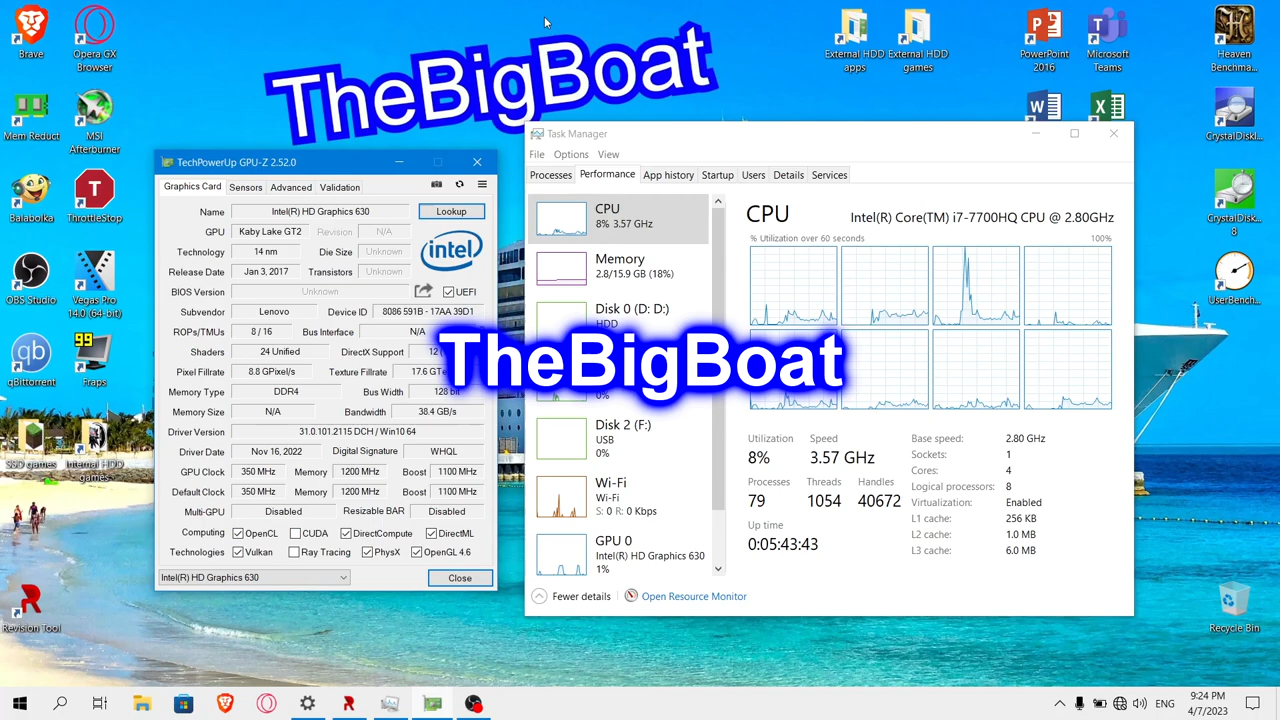 Brave
Opera GX
Browser
Mem Reduct
MSI
Afterburner
Balabolka
ThrottleStop
OBS Studio
Vegas Pro
14.0 (64-bit)
qBittorrent
99
Fraps
SSD games
Internal HDD
games
Revision Tool
TheBigBoat
External HDD
apps
External HDD
games
PowerPoint
2016
Microsoft
Teams
Heaven
Benchma...
CrystalDiskI...
CrystalDisk...
8
UserBench...
Recycle Bin
TechPowerUp GPU-Z 2.52.0
Graphics Card Sensors Advanced Validation
Name Intel(R) HD Graphics 630 Lookup
GPU Kaby Lake GT2 Revision N/A
intel
Technology 14 nm Die Size Unknown
Release Date Jan 3, 2017 Transistors Unknown
BIOS Version Unknown UEFI
Subvendor Lenovo Device ID 8086 591B - 17AA 39D1
ROPs/TMUs 8 / 16 Bus Interface N/A
Shaders 24 Unified DirectX Support 12 (
Pixel Fillrate 8.8 GPixel/s Texture Fillrate 17.6 GTe
Memory Type DDR4 Bus Width 128 bit
Memory Size N/A Bandwidth 38.4 GB/s
Driver Version 31.0.101.2115 DCH / Win10 64
Driver Date Nov 16, 2022 Digital Signature WHQL
GPU Clock 350 MHz Memory 1200 MHz Boost 1100 MHz
Default Clock 350 MHz Memory 1200 MHz Boost 1100 MHz
Multi-GPU Disabled Resizable BAR Disabled
Computing OpenCL CUDA DirectCompute DirectML
Technologies Vulkan Ray Tracing PhysX OpenGL 4.6
Intel(R) HD Graphics 630 Close
TheBigBoat
Task Manager
File Options View
Processes Performance App history Startup Users Details Services
CPU
8% 3.57 GHz
Memory
2.8/15.9 GB (18%)
Disk 0 (D: D:)
HDD
0%
Disk 2 (F:)
USB
0%
Wi-Fi
Wi-Fi
S: 0 R: 0 Kbps
GPU 0
Intel(R) HD Graphics 630
1%
CPU Intel(R) Core(TM) i7-7700HQ CPU @ 2.80GHz
% Utilization over 60 seconds 100%
Utilization Speed
8% 3.57 GHz
Processes Threads Handles
79 1054 40672
Up time
0:05:43:43
Base speed: 2.80 GHz
Sockets: 1
Cores: 4
Logical processors: 8
Virtualization: Enabled
L1 cache: 256 KB
L2 cache: 1.0 MB
L3 cache: 6.0 MB
Fewer details Open Resource Monitor
ENG
9:24 PM
4/7/2023